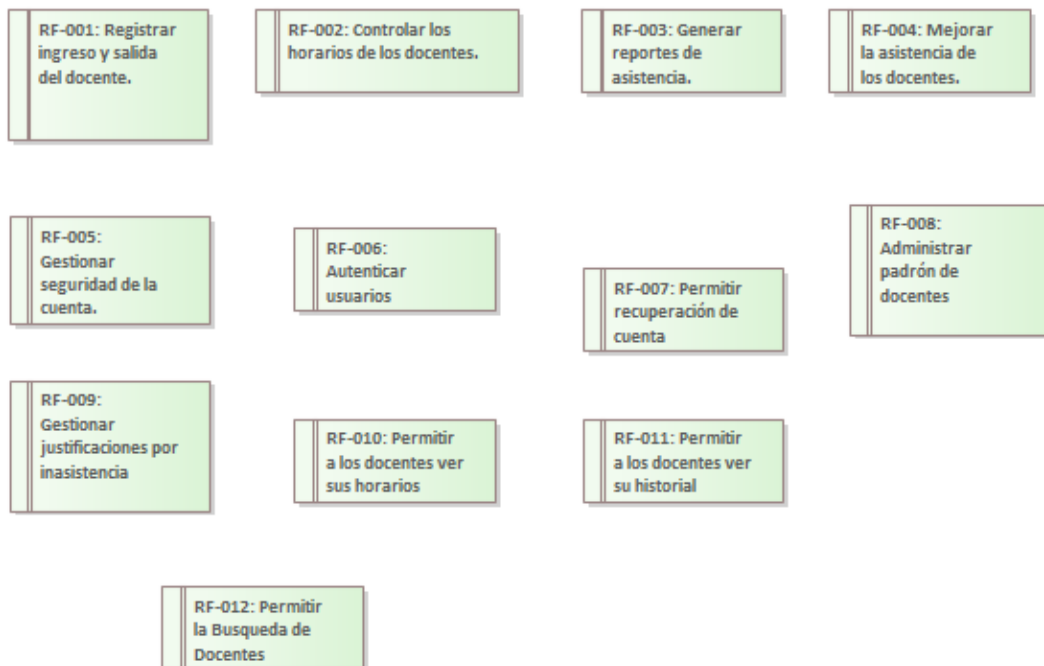 RF-001: Registrar
ingreso y salida
del docente.
RF-002: Controlar los
horarios de los docentes.
RF-003: Generar
reportes de
asistencia.
RF-004: Mejorar
la asistencia de
los docentes.
RF-005:
Gestionar
seguridad de la
cuenta.
RF-006:
Autenticar
usuarios
RF-007: Permitir
recuperación de
cuenta
RF-008:
Administrar
padrón de
docentes
RF-009:
Gestionar
justificaciones por
inasistencia
RF-010: Permitir
a los docentes ver
sus horarios
RF-011: Permitir
a los docentes ver
su historial
RF-012: Permitir
la Busqueda de
Docentes